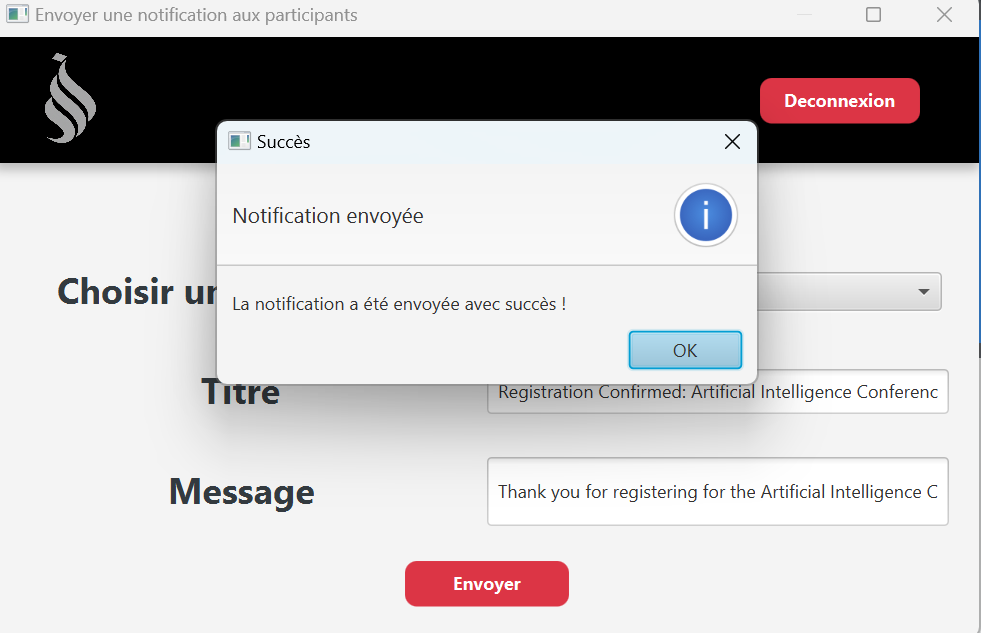 Envoyer une notification aux participants
Deconnexion
Succès
Notification envoyée
La notification a été envoyée avec succès !
OK
Choisir un
Titre
Registration Confirmed: Artificial Intelligence Conferenc
Message
Thank you for registering for the Artificial Intelligence C
Envoyer